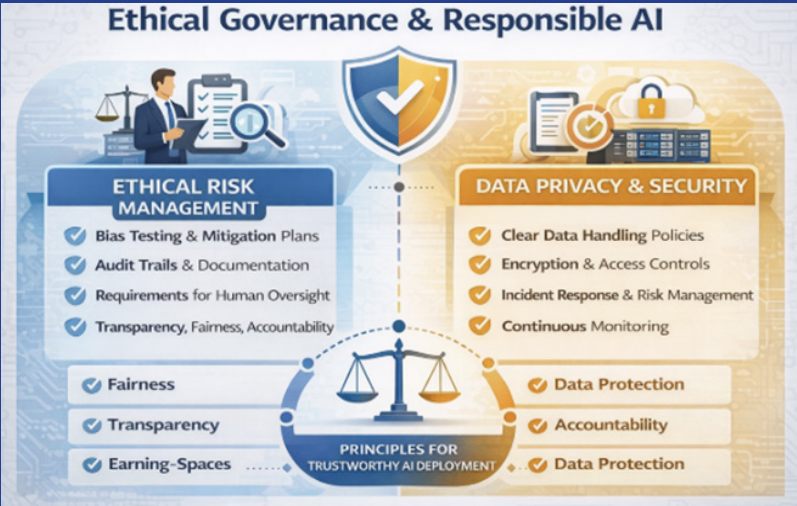 Ethical Governance & Responsible AI
ETHICAL RISK
MANAGEMENT
Bias Testing & Mitigation Plans
Audit Trails & Documentation
Requirements for Human Oversight
Transparency, Fairness, Accountability
DATA PRIVACY & SECURITY
Clear Data Handling Policies
Encryption & Access Controls
Incident Response & Risk Management
Continuous Monitoring
Fairness
Transparency
Earning-Spaces
PRINCIPLES FOR
TRUSTWORTHY AI DEPLOYMENT
Data Protection
Accountability
Data Protection